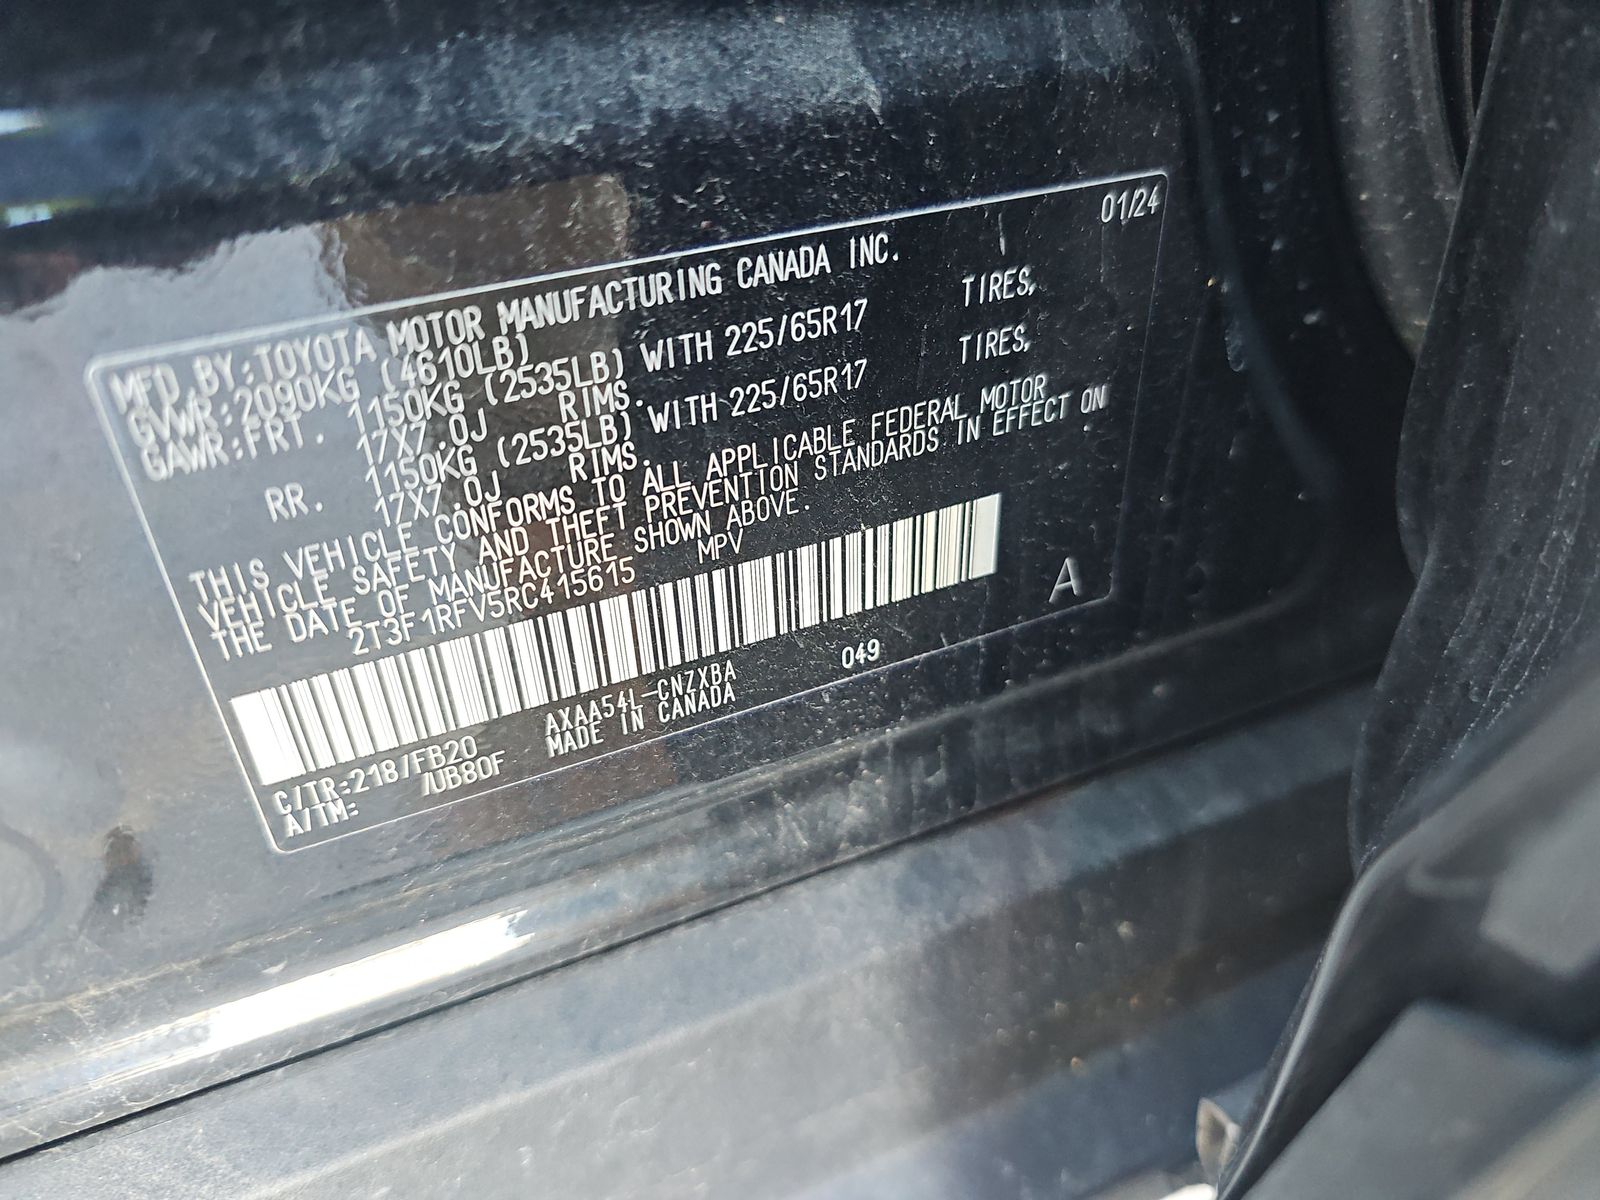 01/24
MFD.BY:TOYOTA MOTOR MANUFACTURING CANADA INC.
GVWR:2090KG (4610LB)
GAWR:FRT. 1150KG (2535LB) WITH 225/65R17 TIRES,
17X7.0J RIMS.
RR. 1150KG (2535LB) WITH 225/65R17 TIRES,
17X7.0J RIMS.
THIS VEHICLE CONFORMS TO ALL APPLICABLE FEDERAL MOTOR
VEHICLE SAFETY AND THEFT PREVENTION STANDARDS IN EFFECT ON
THE DATE OF MANUFACTURE SHOWN ABOVE.
2T3F1RFV5RC415615 MPV
A
C/TR:218/FB20 AXAA54L-CNZXBA 049
A/TM: /UB80F MADE IN CANADA